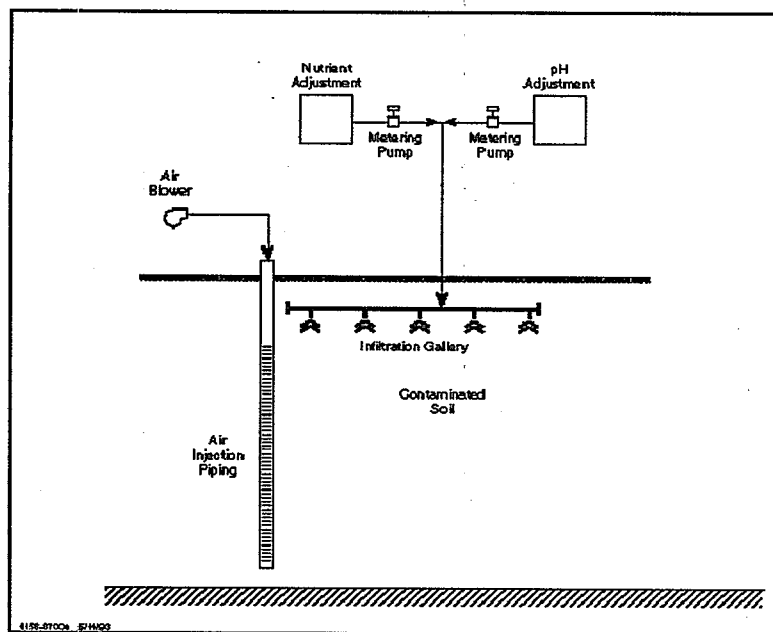 Nutrient
Adjustment
pH
Adjustment
Metering
Pump
Metering
Pump
Air
Blower
Infiltration Gallery
Contaminated
Soil
Air
Injection
Piping